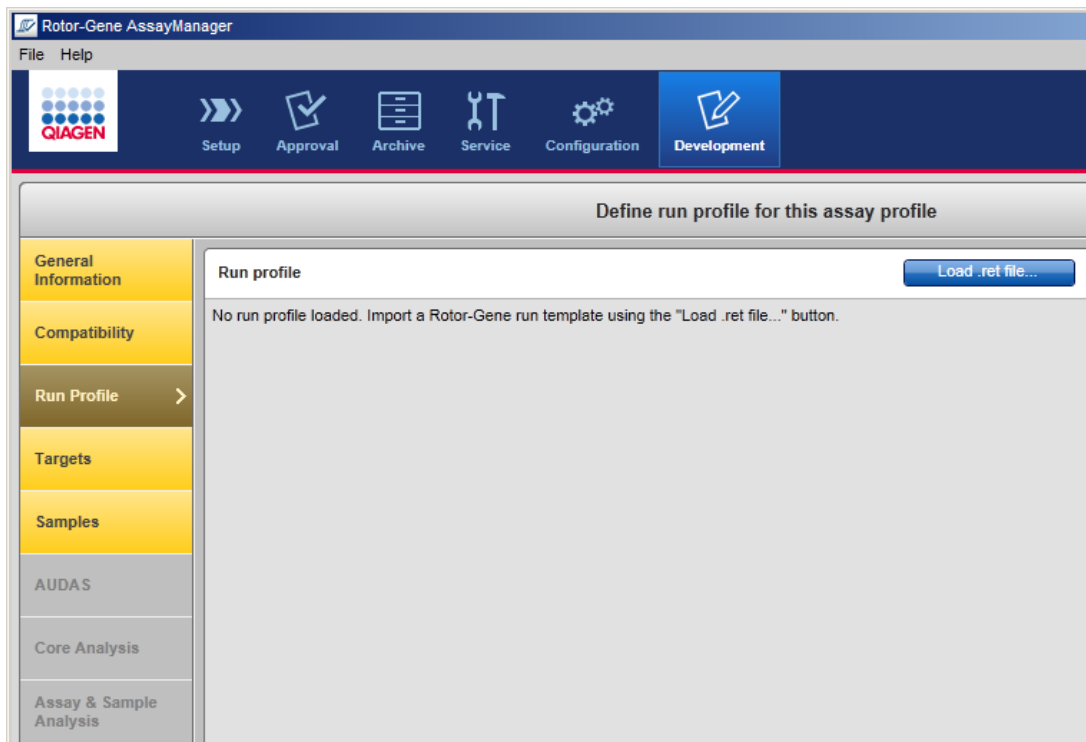 Rotor-Gene AssayManager
File Help
QIAGEN
Setup Approval Archive Service Configuration Development
Define run profile for this assay profile
General
Information
Run profile
Load .ret file...
No run profile loaded. Import a Rotor-Gene run template using the "Load .ret file..." button.
Compatibility
Run Profile
Targets
Samples
AUDAS
Core Analysis
Assay & Sample
Analysis